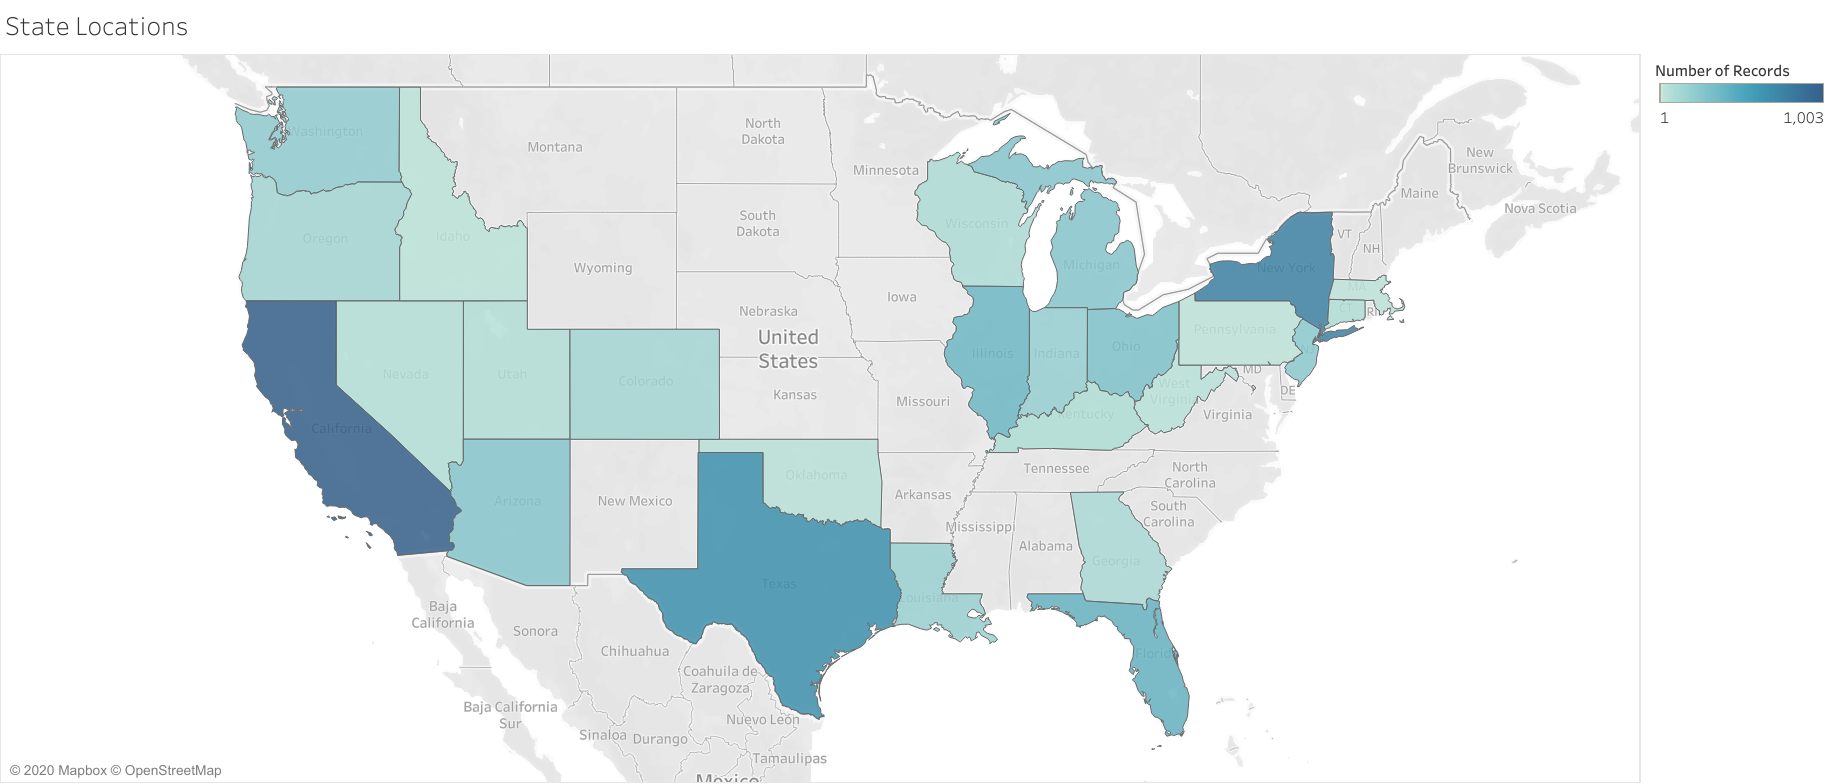 State Locations
Number of Records
1
1,003
Washington
Montana
North
Dakota
Minnesota
New
Brunswick
Maine
Nova Scotia
Oregon
Idaho
Wyoming
South
Dakota
Wisconsin
Michigan
New York
VT
NH
MA
CT
RI
Iowa
Nebraska
United
States
Illinois
Indiana
Ohio
Pennsylvania
NJ
MD
DE
Nevada
Utah
Colorado
Kansas
Missouri
Kentucky
West
Virginia
Virginia
California
Arizona
New Mexico
Oklahoma
Arkansas
Tennessee
North
Carolina
South
Carolina
Mississippi
Alabama
Georgia
Texas
Louisiana
Florida
Baja
California
Sonora
Chihuahua
Coahuila de
Zaragoza
Baja California
Sur
Sinaloa
Durango
Nuevo León
Tamaulipas
Mexico
© 2020 Mapbox © OpenStreetMap